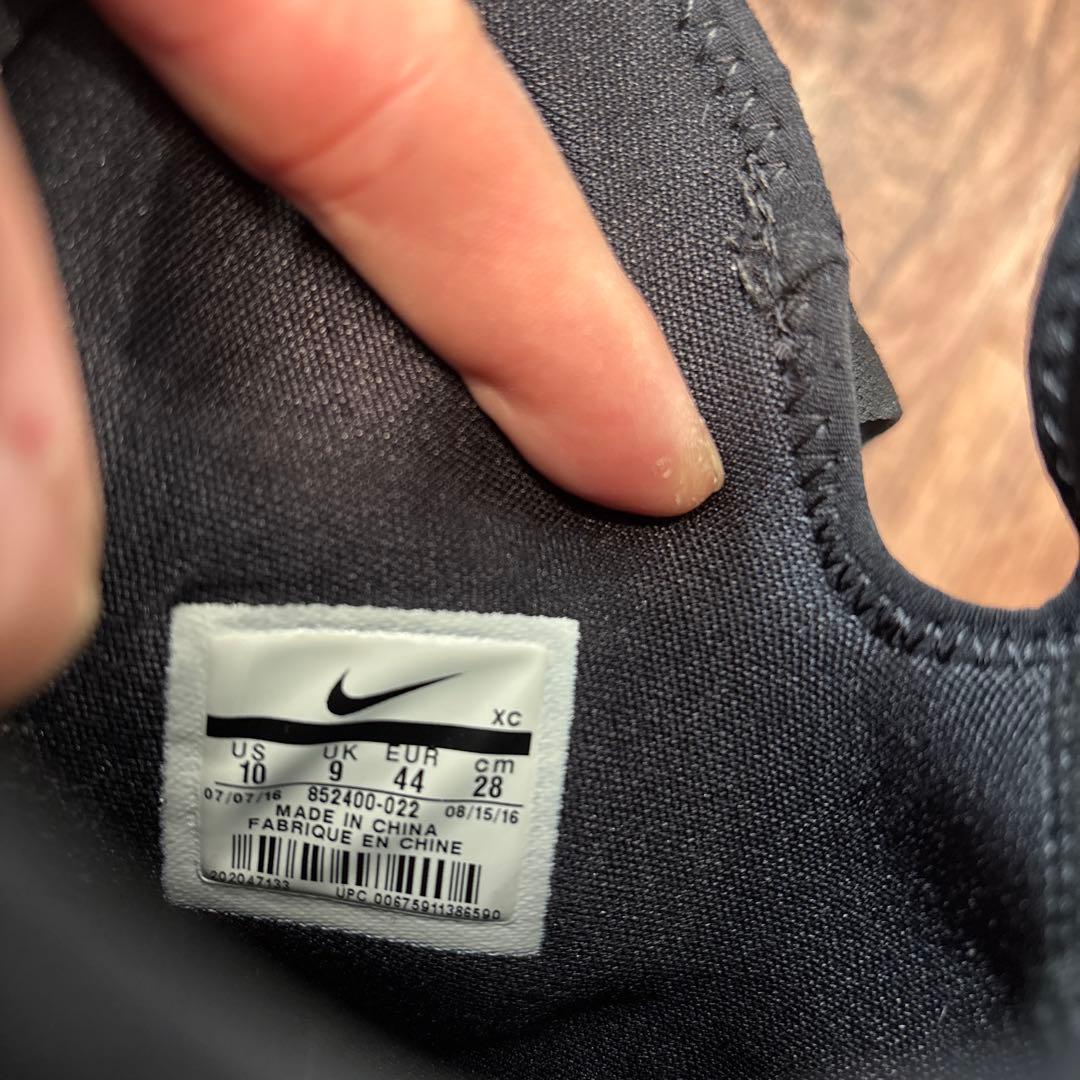 XC
US UK EUR cm
10 9 44 28
07/07/16 852400-022 08/15/16
MADE IN CHINA
FABRIQUE EN CHINE
202047133 UPC 00675911386590